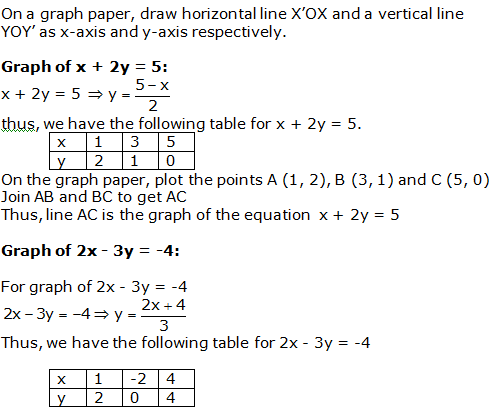 On a graph paper, draw horizontal line X'OX and a vertical line
YOY' as x-axis and y-axis respectively.
Graph of x + 2y = 5:
x + 2y = 5 ⇒ y = (5 – x)/2
thus, we have the following table for x + 2y = 5.
x 1 3 5
y 2 1 0
On the graph paper, plot the points A (1, 2), B (3, 1) and C (5, 0)
Join AB and BC to get AC
Thus, line AC is the graph of the equation x + 2y = 5
Graph of 2x - 3y = -4:
For graph of 2x - 3y = -4
2x – 3y = –4 ⇒ y = (2x + 4)/3
Thus, we have the following table for 2x - 3y = -4
x 1 -2 4
y 2 0 4